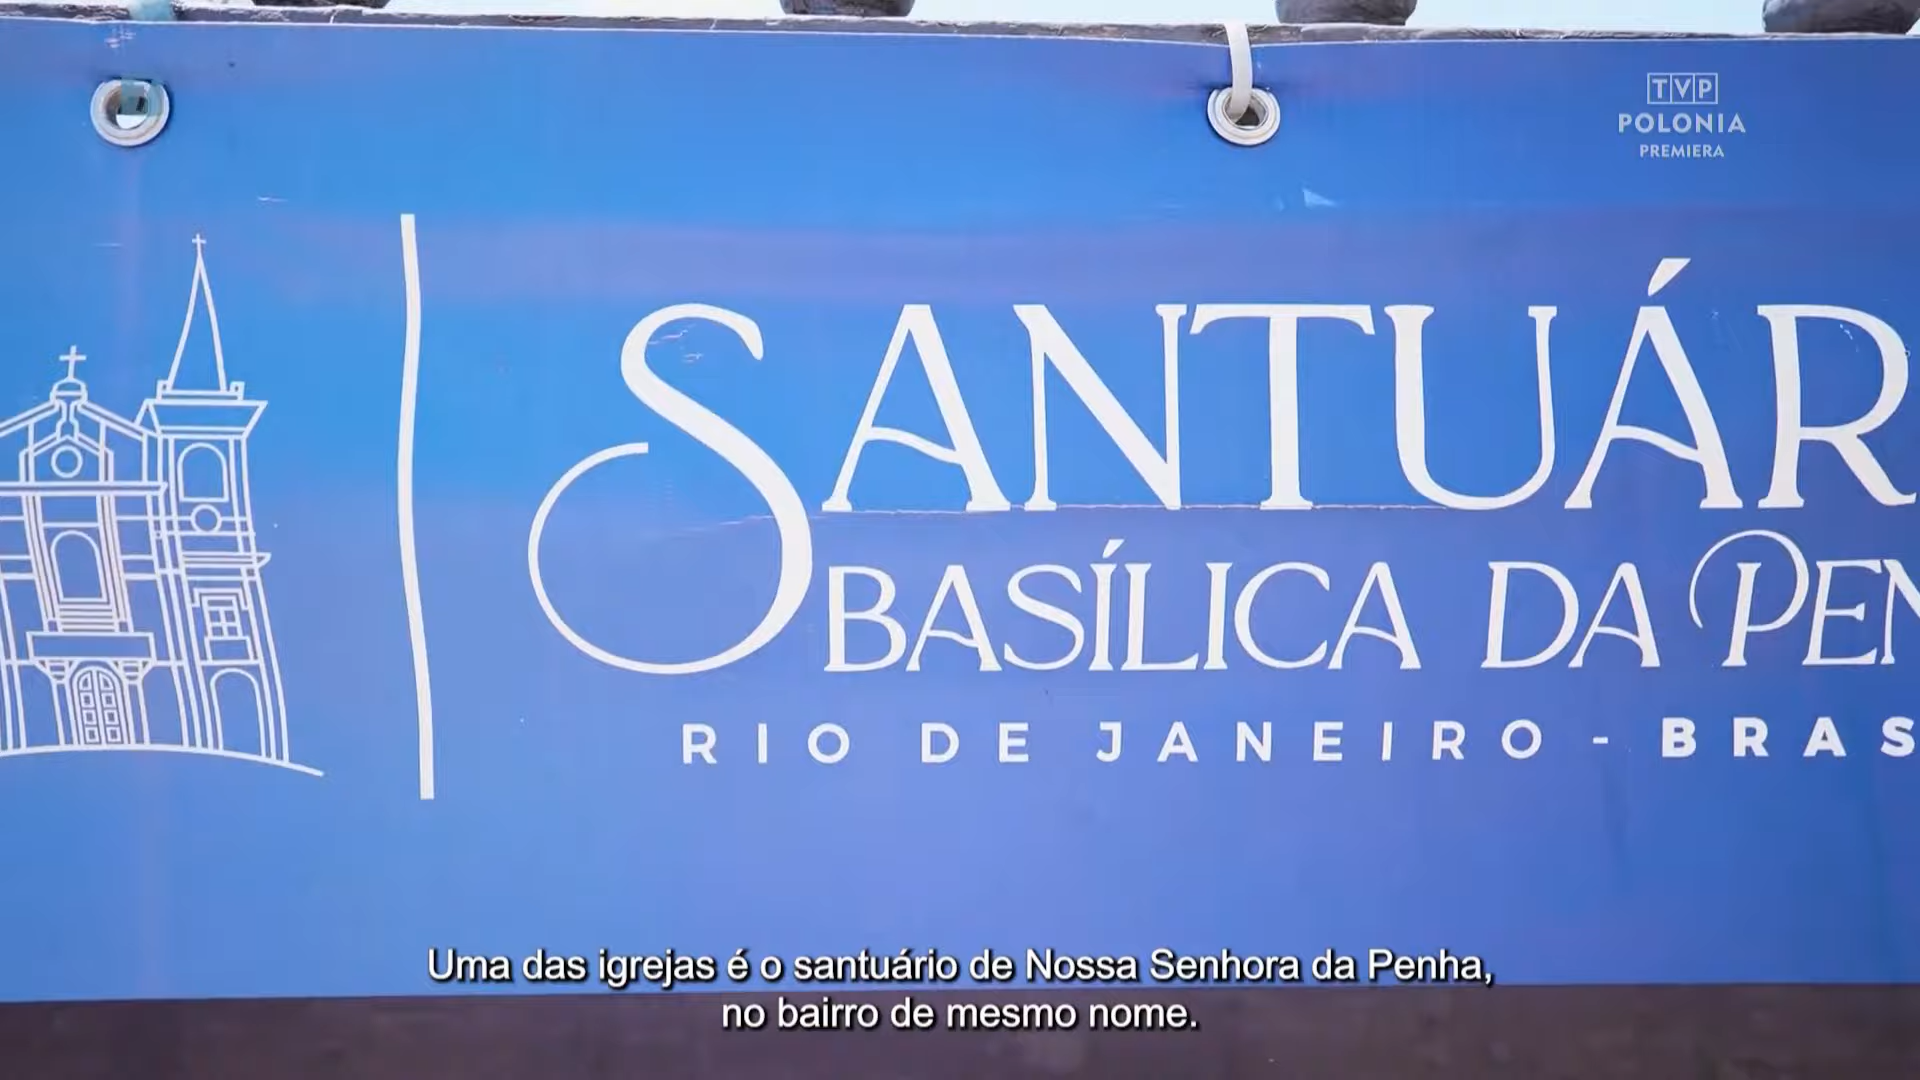 TVP
POLONIA
PREMIERA
SANTUÁR
BASÍLICA DA PEN
RIO DE JANEIRO - BRAS
Uma das igrejas é o santuário de Nossa Senhora da Penha,
no bairro de mesmo nome.